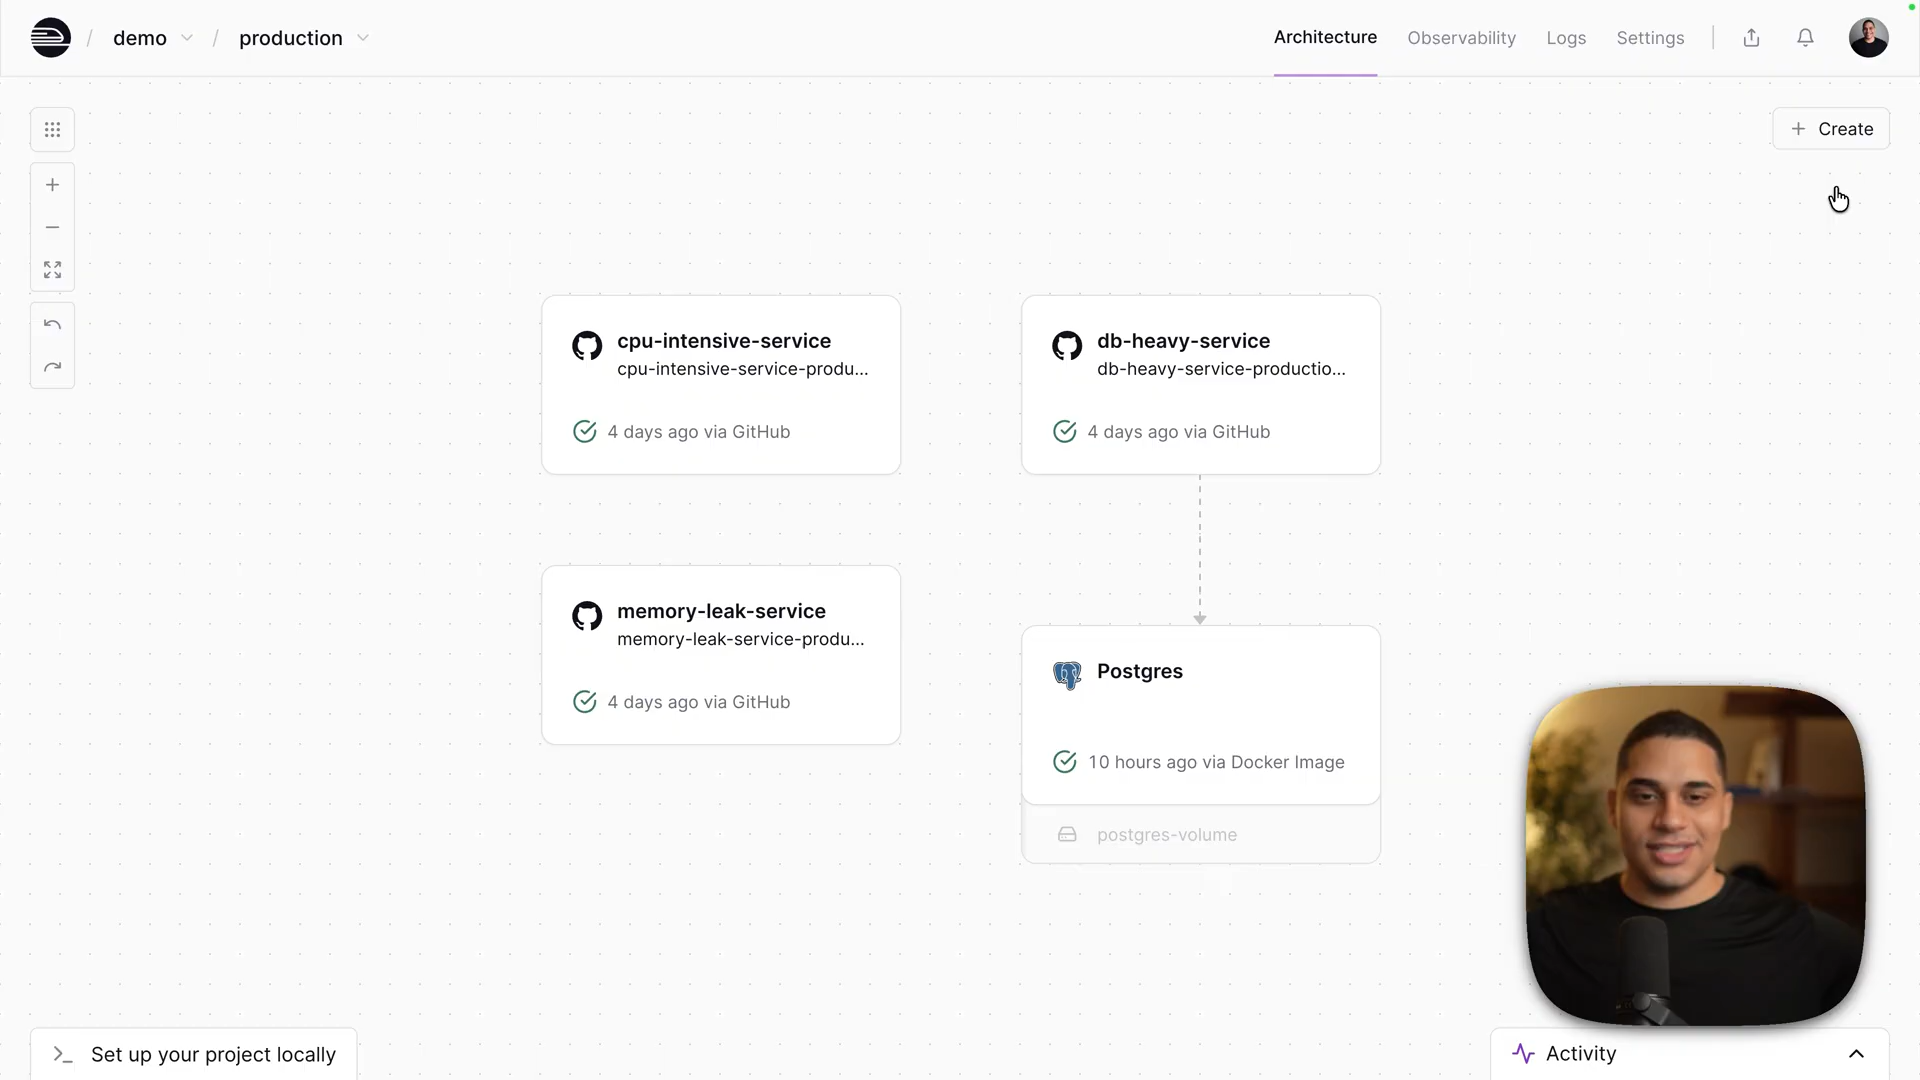 demo
production
Architecture
Observability
Logs
Settings
Create
cpu-intensive-service
cpu-intensive-service-produ...
4 days ago via GitHub
db-heavy-service
db-heavy-service-productio...
4 days ago via GitHub
memory-leak-service
memory-leak-service-produ...
4 days ago via GitHub
Postgres
10 hours ago via Docker Image
postgres-volume
Set up your project locally
Activity